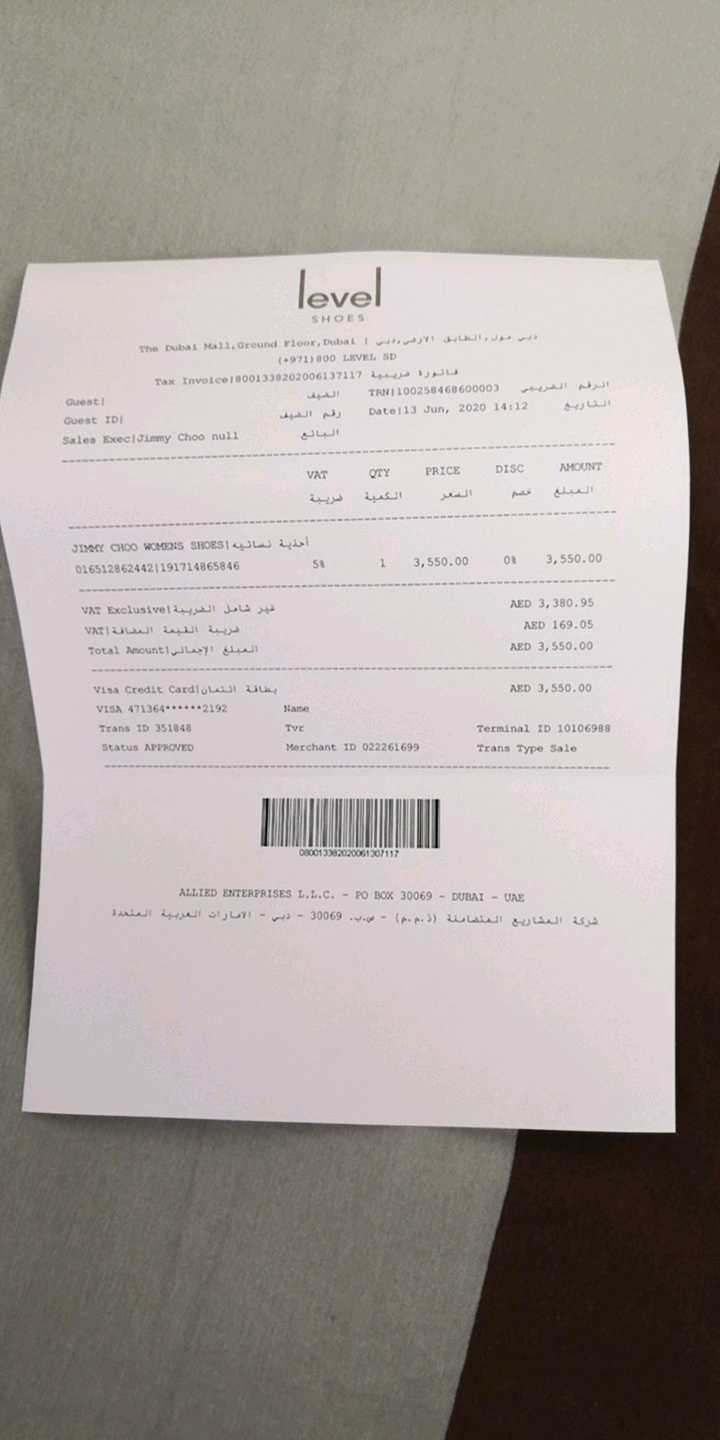 level
SHOES
The Dubai Mall,Ground Floor,Dubai | دبي مول,الطابق الارضي,دبي
(+971)800 LEVEL SD
Tax Invoice|8001338202006137117 فاتورة ضريبية
Guest| الضيف TRN|100258468600003 الرقم الضريبي
Guest ID| رقم الضيف Date|13 Jun, 2020 14:12 التاريخ
Sales Exec|Jimmy Choo null البائع
VAT QTY PRICE DISC AMOUNT
ضريبة الكمية السعر خصم المبلغ
JIMMY CHOO WOMENS SHOES|أحذية نسائيه
016512862442|191714865846 5% 1 3,550.00 0% 3,550.00
VAT Exclusive|غير شامل الضريبة AED 3,380.95
VAT|ضريبة القيمة المضافة AED 169.05
Total Amount|المبلغ الإجمالي AED 3,550.00
Visa Credit Card|بطاقة ائتمان AED 3,550.00
VISA 471364******2192 Name
Trans ID 351848 Tvr Terminal ID 10106988
Status APPROVED Merchant ID 022261699 Trans Type Sale
08001338202006130​7117
ALLIED ENTERPRISES L.L.C. - PO BOX 30069 - DUBAI - UAE
شركة المشاريع المتضامنة (ذ.م.م) - ص.ب. 30069 - دبي - الامارات العربية المتحدة